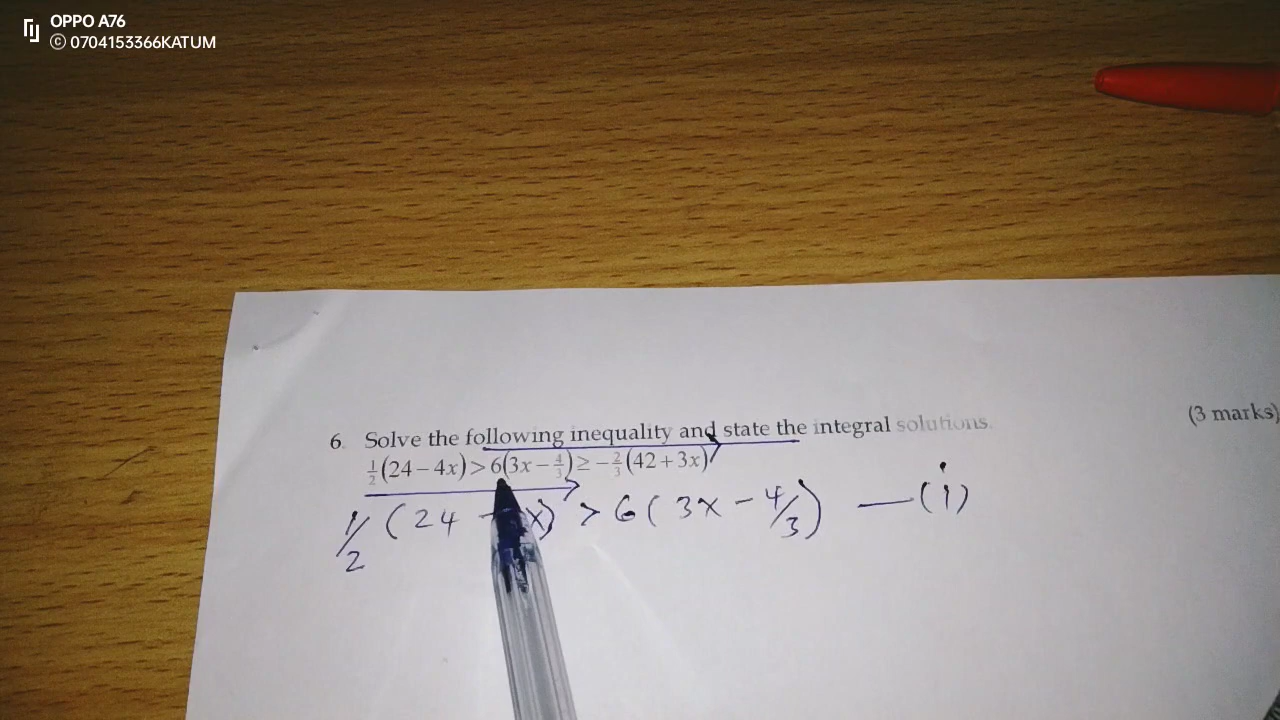 OPPO A76
© 0704153366KATUM
(3 marks)
6. Solve the following inequality and state the integral solutions.
½(24 − 4x) > 6(3x − 4/3) ≥ −⅔(42 + 3x)
1/2 (24 − x) > 6(3x − 4/3) — (i)